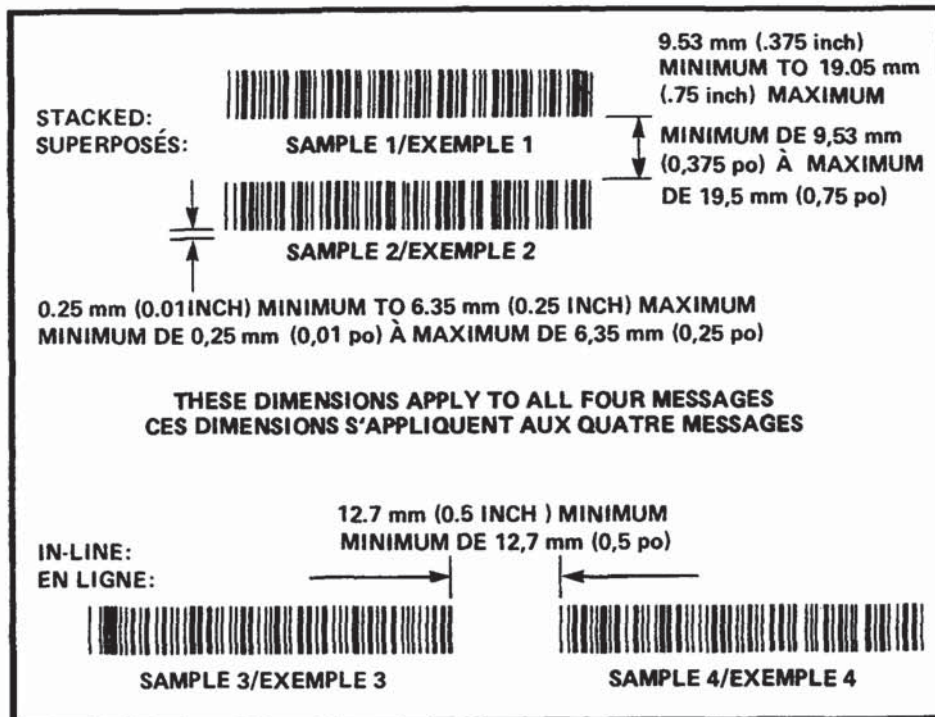 9.53 mm (.375 inch)
MINIMUM TO 19.05 mm
(.75 inch) MAXIMUM
STACKED:
SUPERPOSÉS:
SAMPLE 1/EXEMPLE 1
MINIMUM DE 9,53 mm
(0,375 po) À MAXIMUM
DE 19,5 mm (0,75 po)
SAMPLE 2/EXEMPLE 2
0.25 mm (0.01INCH) MINIMUM TO 6.35 mm (0.25 INCH) MAXIMUM
MINIMUM DE 0,25 mm (0,01 po) À MAXIMUM DE 6,35 mm (0,25 po)
THESE DIMENSIONS APPLY TO ALL FOUR MESSAGES
CES DIMENSIONS S'APPLIQUENT AUX QUATRE MESSAGES
12.7 mm (0.5 INCH ) MINIMUM
MINIMUM DE 12,7 mm (0,5 po)
IN-LINE:
EN LIGNE:
SAMPLE 3/EXEMPLE 3
SAMPLE 4/EXEMPLE 4